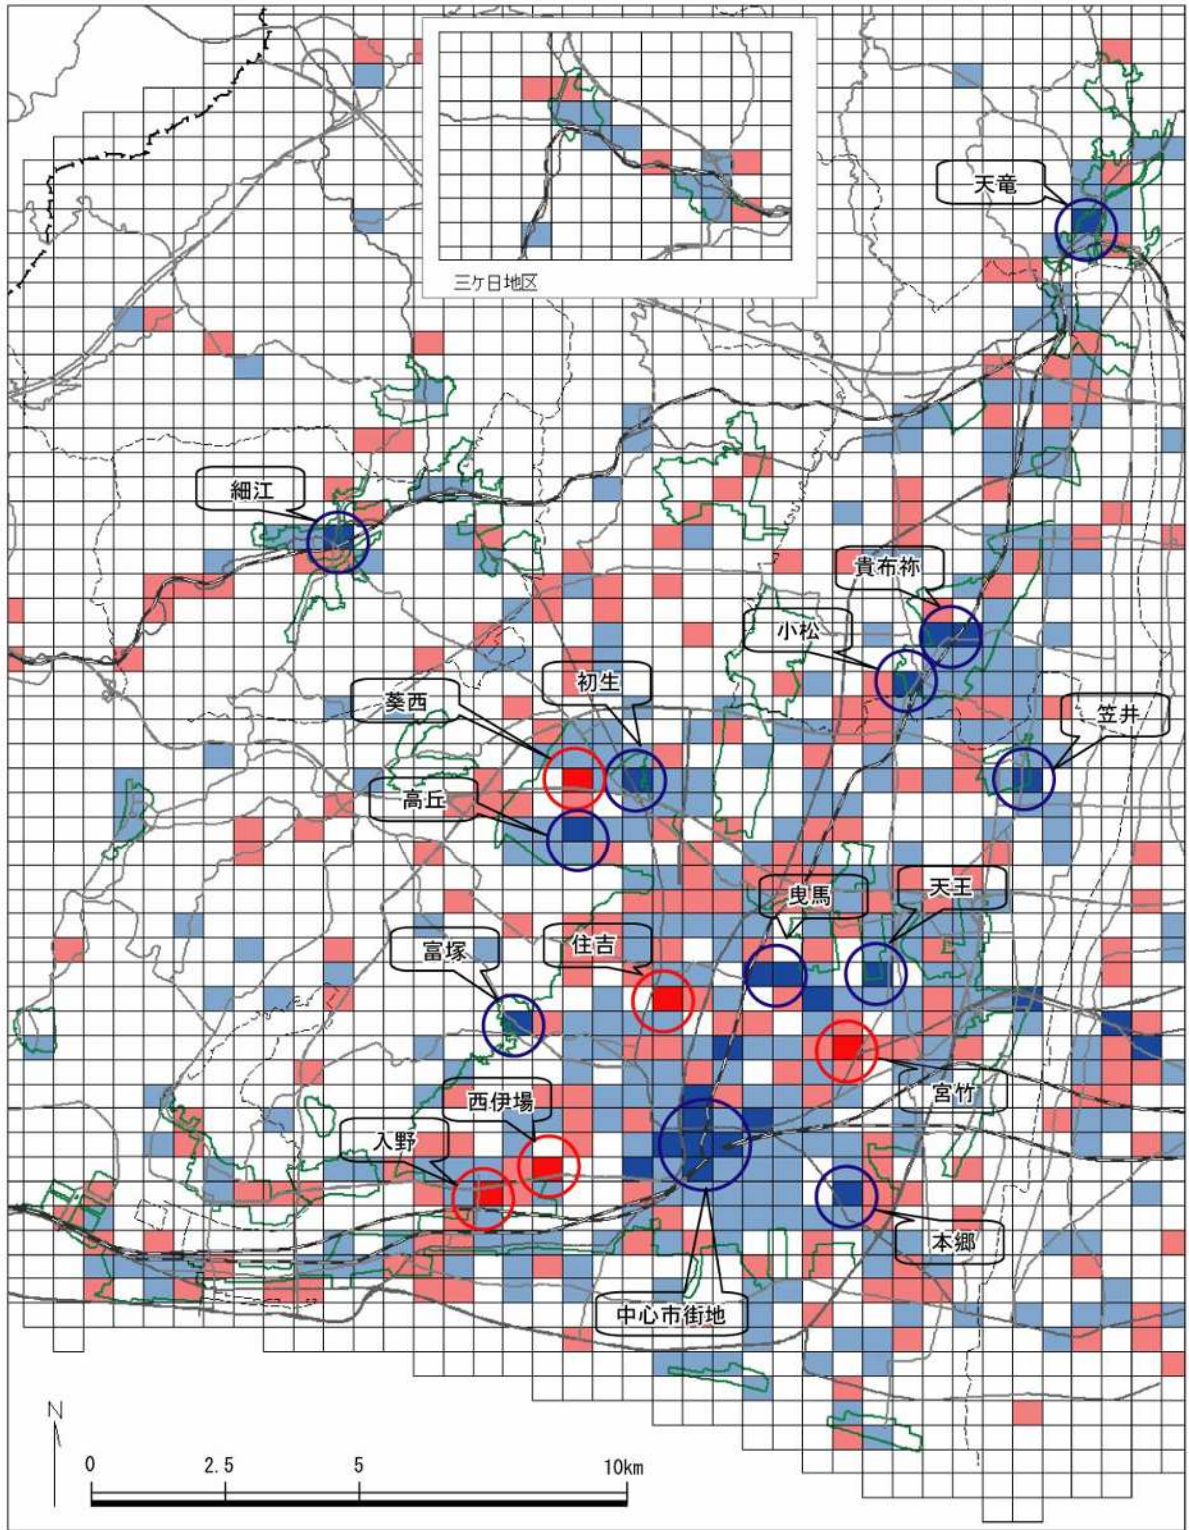 三ケ日地区
天竜
細江
貴布祢
小松
初生
葵西
笠井
高丘
曳馬
天王
住吉
富塚
宮竹
西伊場
入野
本郷
中心市街地
N
0 2.5 5 10km